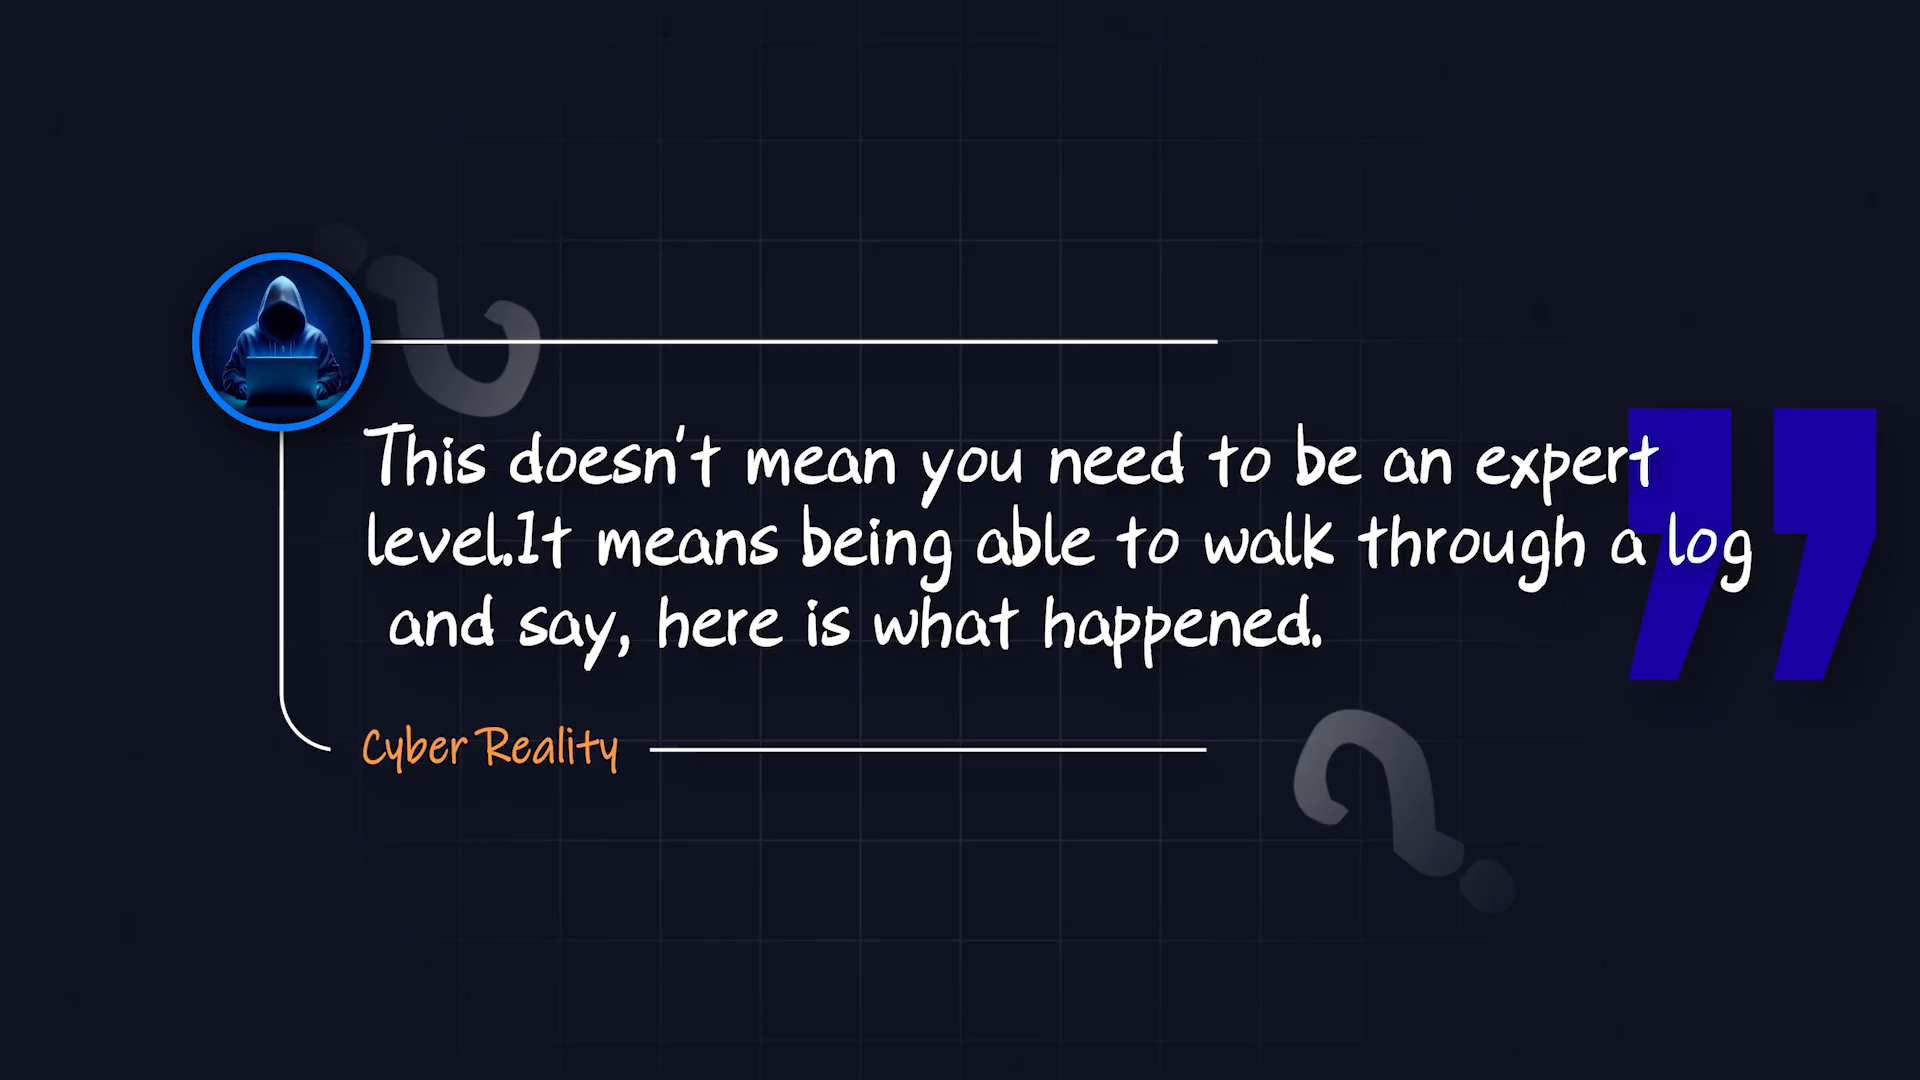 This doesn't mean you need to be an expert
level.It means being able to walk through a log
and say, here is what happened.
Cyber Reality